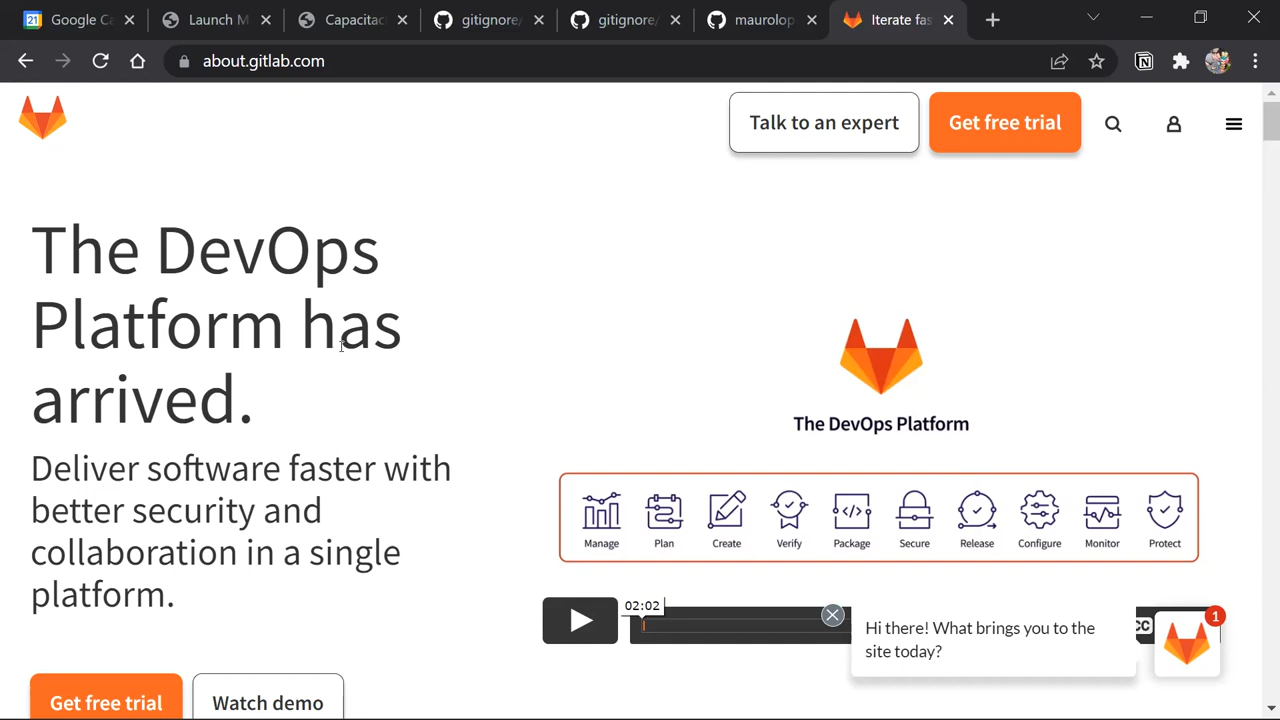 Google Ca
Launch M
Capacitac
gitignore/
gitignore/
maurolop
Iterate fas
about.gitlab.com
Talk to an expert
Get free trial
The DevOps
Platform has
arrived.
Deliver software faster with
better security and
collaboration in a single
platform.
Get free trial
Watch demo
The DevOps Platform
Manage
Plan
Create
Verify
Package
Secure
Release
Configure
Monitor
Protect
02:02
CC
Hi there! What brings you to the
site today?
1